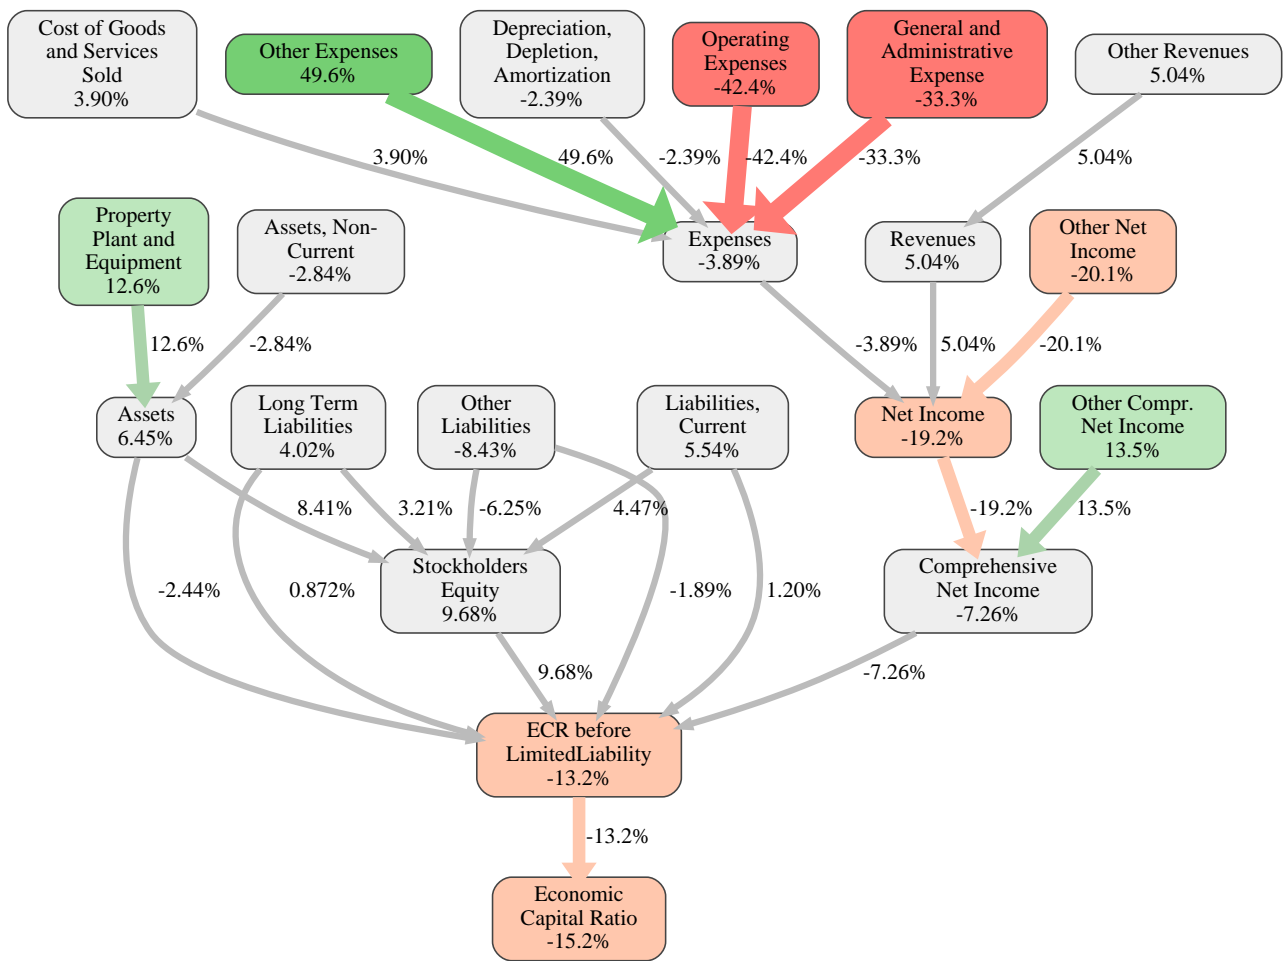 Cost of Goods
and Services
Sold
3.90%
Other Expenses
49.6%
Depreciation,
Depletion,
Amortization
-2.39%
Operating
Expenses
-42.4%
General and
Administrative
Expense
-33.3%
Other Revenues
5.04%
3.90%
49.6%
-2.39%
-42.4%
-33.3%
5.04%
Property
Plant and
Equipment
12.6%
Assets, Non-
Current
-2.84%
Expenses
-3.89%
Revenues
5.04%
Other Net
Income
-20.1%
12.6%
-2.84%
-3.89%
5.04%
-20.1%
Assets
6.45%
Long Term
Liabilities
4.02%
Other
Liabilities
-8.43%
Liabilities,
Current
5.54%
Net Income
-19.2%
Other Compr.
Net Income
13.5%
8.41%
3.21%
-6.25%
4.47%
-19.2%
13.5%
Stockholders
Equity
9.68%
Comprehensive
Net Income
-7.26%
-2.44%
0.872%
-1.89%
1.20%
9.68%
-7.26%
ECR before
LimitedLiability
-13.2%
-13.2%
Economic
Capital Ratio
-15.2%